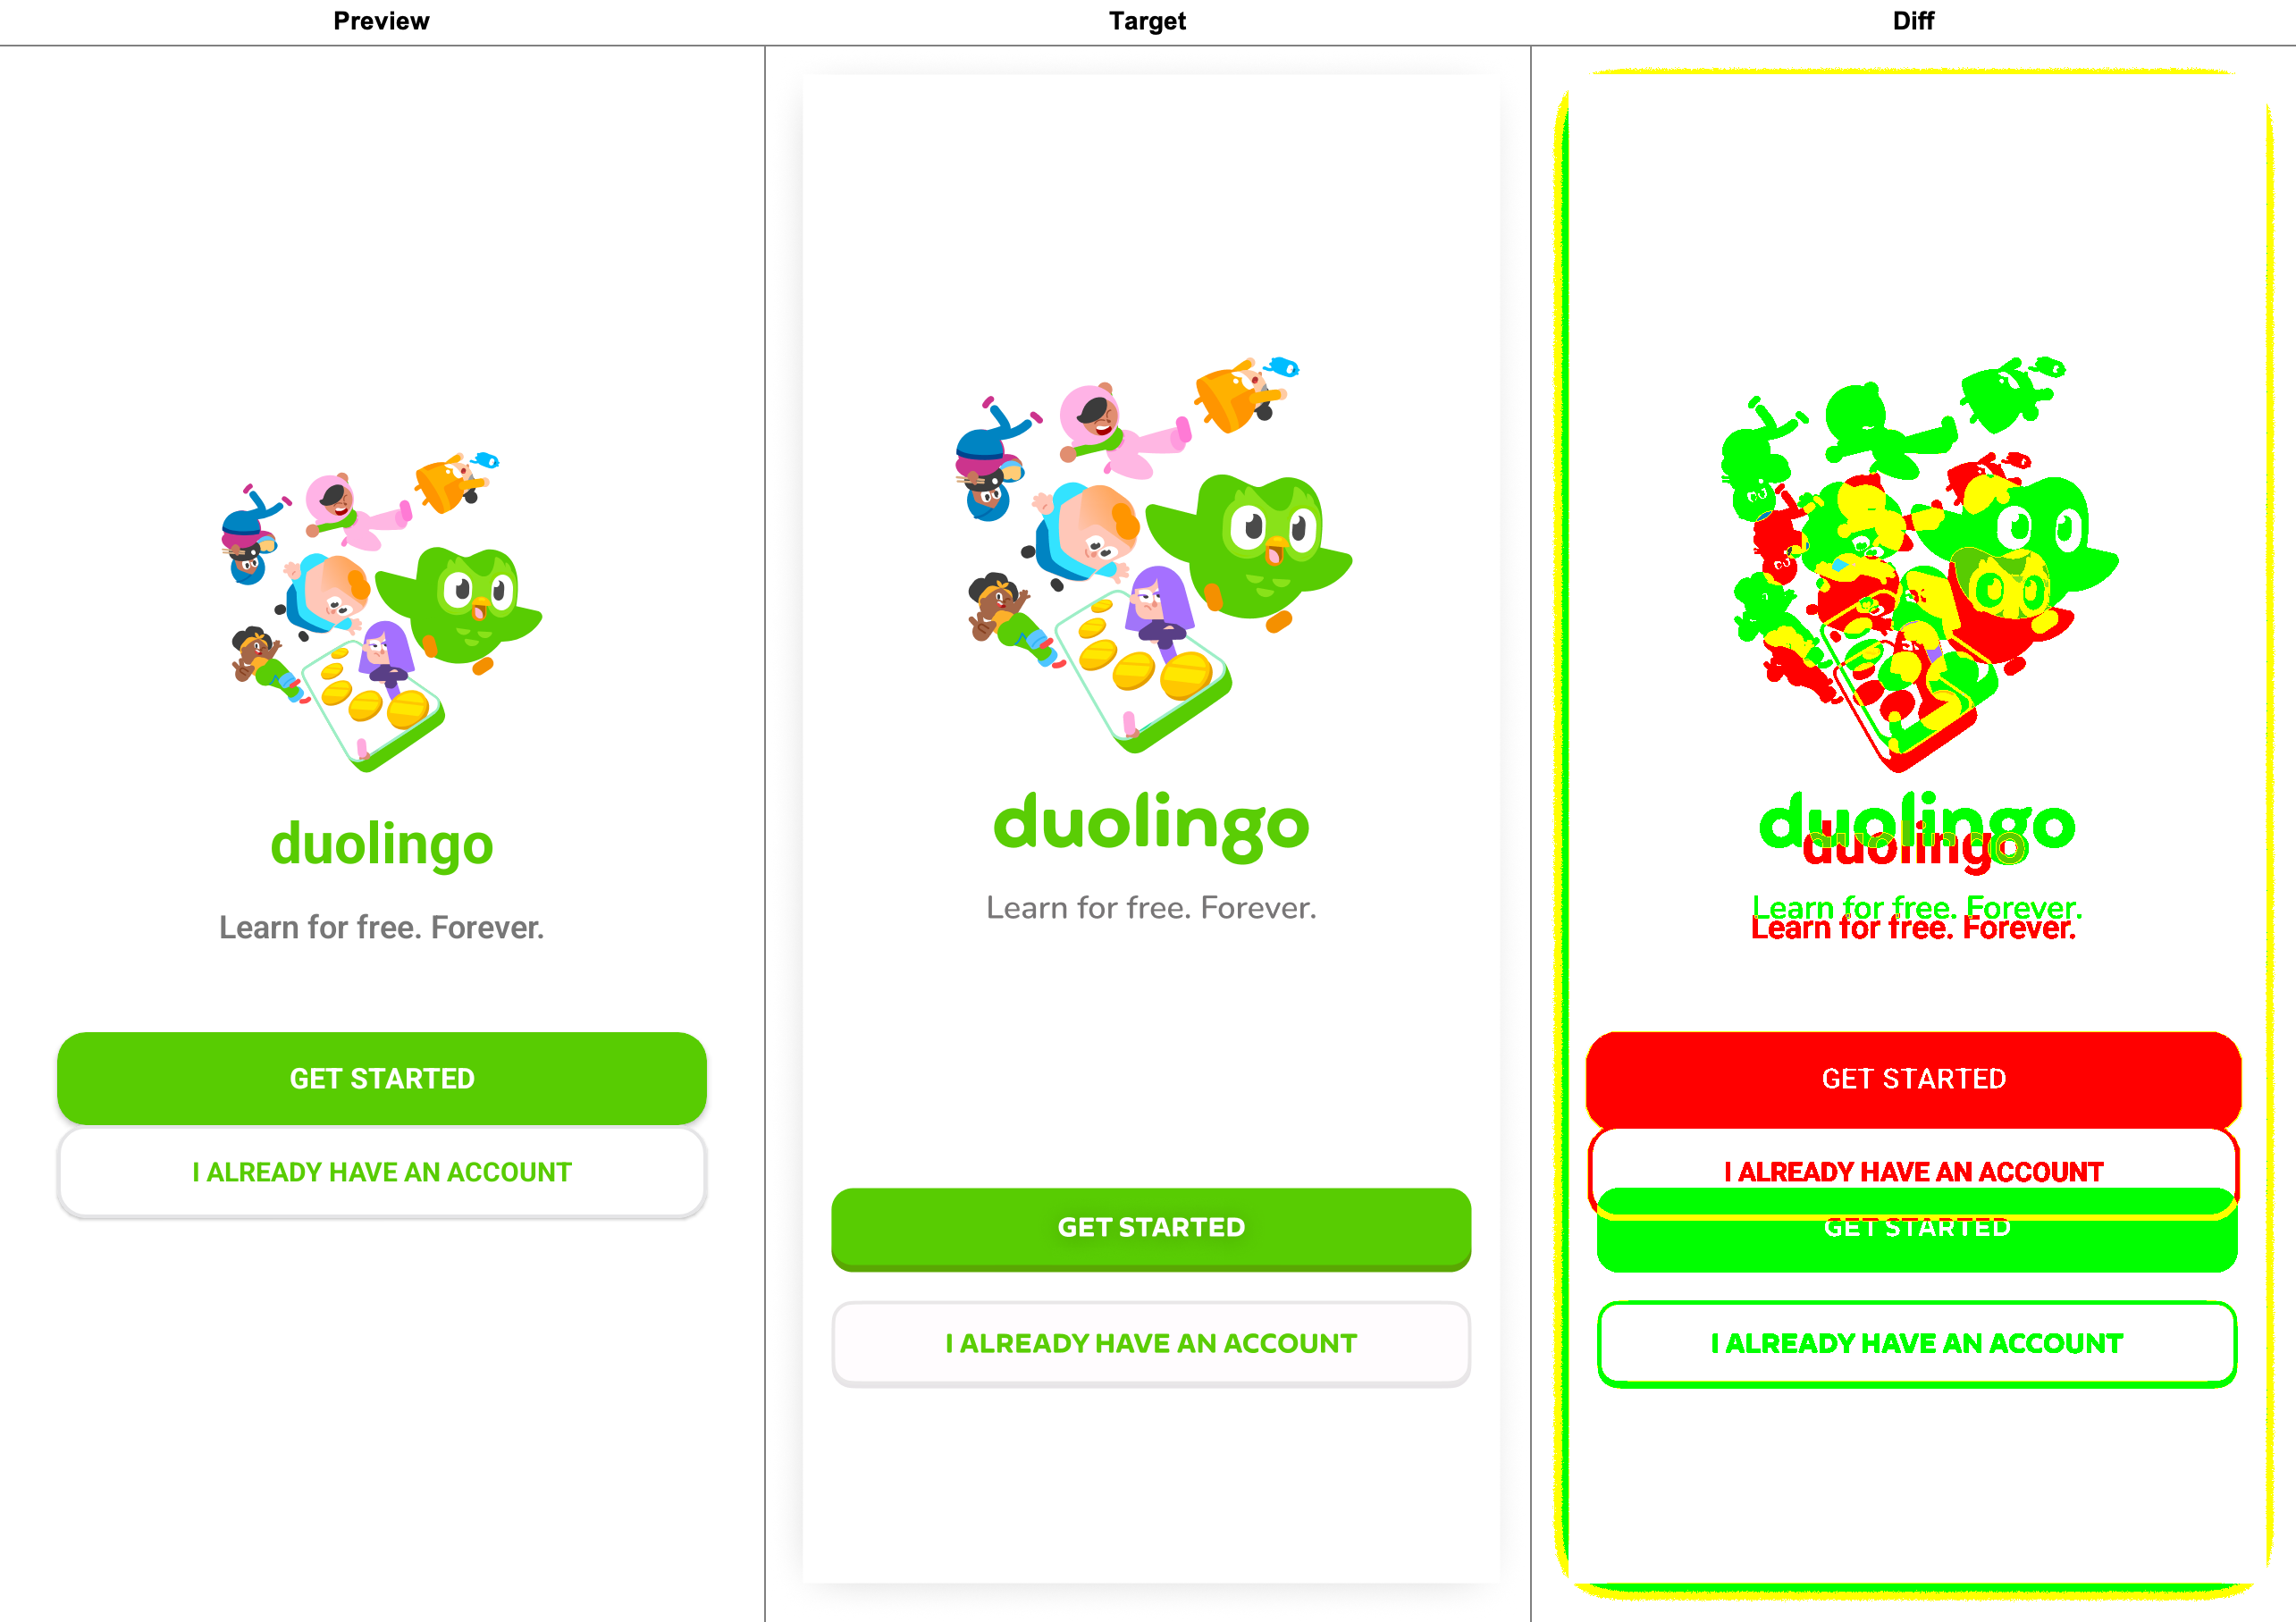 Preview
Target
Diff
duolingo
Learn for free. Forever.
GET STARTED
I ALREADY HAVE AN ACCOUNT
duolingo
Learn for free. Forever.
GET STARTED
I ALREADY HAVE AN ACCOUNT
duolingo
duolingo
Learn for free. Forever.
Learn for free. Forever.
GET STARTED
I ALREADY HAVE AN ACCOUNT
GET STARTED
I ALREADY HAVE AN ACCOUNT